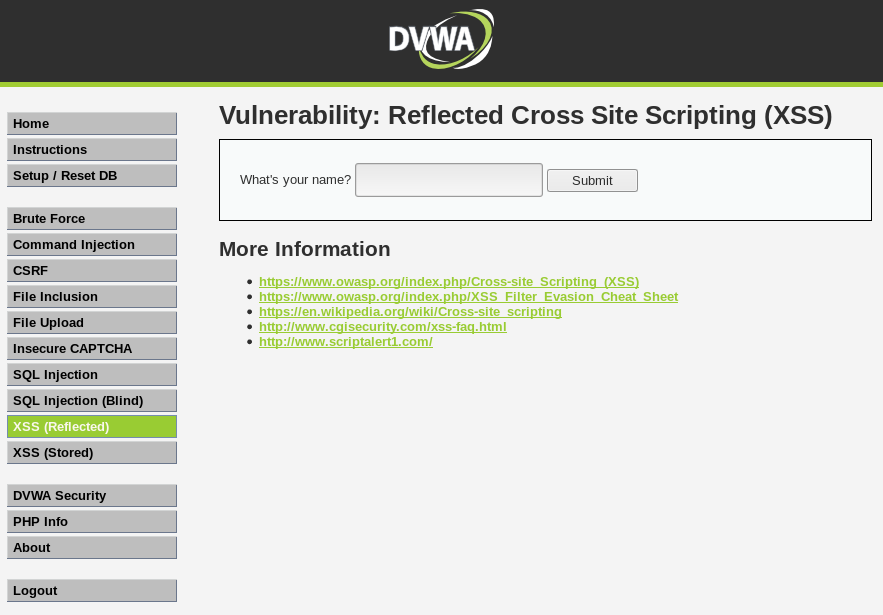 DVWA
Home
Instructions
Setup / Reset DB
Brute Force
Command Injection
CSRF
File Inclusion
File Upload
Insecure CAPTCHA
SQL Injection
SQL Injection (Blind)
XSS (Reflected)
XSS (Stored)
DVWA Security
PHP Info
About
Logout
Vulnerability: Reflected Cross Site Scripting (XSS)
What's your name? Submit
More Information
https://www.owasp.org/index.php/Cross-site_Scripting_(XSS)
https://www.owasp.org/index.php/XSS_Filter_Evasion_Cheat_Sheet
https://en.wikipedia.org/wiki/Cross-site_scripting
http://www.cgisecurity.com/xss-faq.html
http://www.scriptalert1.com/